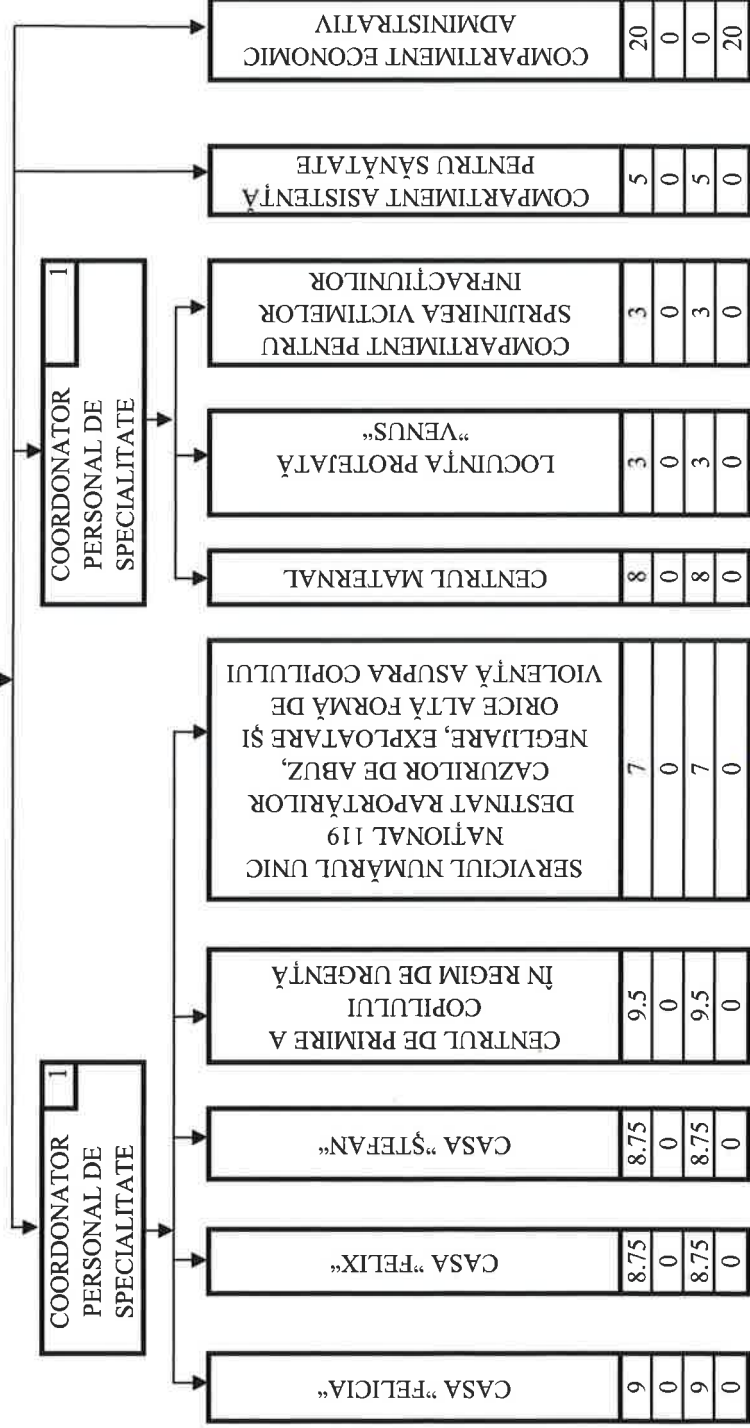 COORDONATOR
PERSONAL DE
SPECIALITATE
1
COORDONATOR
PERSONAL DE
SPECIALITATE
1
CASA "FELICIA"
9
0
9
0
CASA "FELIX"
8.75
0
8.75
0
CASA "ŞTEFAN"
8.75
0
8.75
0
CENTRUL DE PRIMIRE A
COPILULUI
ÎN REGIM DE URGENŢĂ
9.5
0
9.5
0
SERVICIUL NUMĂRUL UNIC
NAŢIONAL 119
DESTINAT RAPORTĂRILOR
CAZURILOR DE ABUZ,
NEGLIJARE, EXPLOATARE ŞI
ORICE ALTĂ FORMĂ DE
VIOLENŢĂ ASUPRA COPILULUI
7
0
7
0
CENTRUL MATERNAL
8
0
8
0
LOCUINŢA PROTEJATĂ
"VENUS"
3
0
3
0
COMPARTIMENT PENTRU
SPRIJINIREA VICTIMELOR
INFRACŢIUNILOR
3
0
3
0
COMPARTIMENT ASISTENŢĂ
PENTRU SĂNĂTATE
5
0
5
0
COMPARTIMENT ECONOMIC
ADMINISTRATIV
20
0
0
20